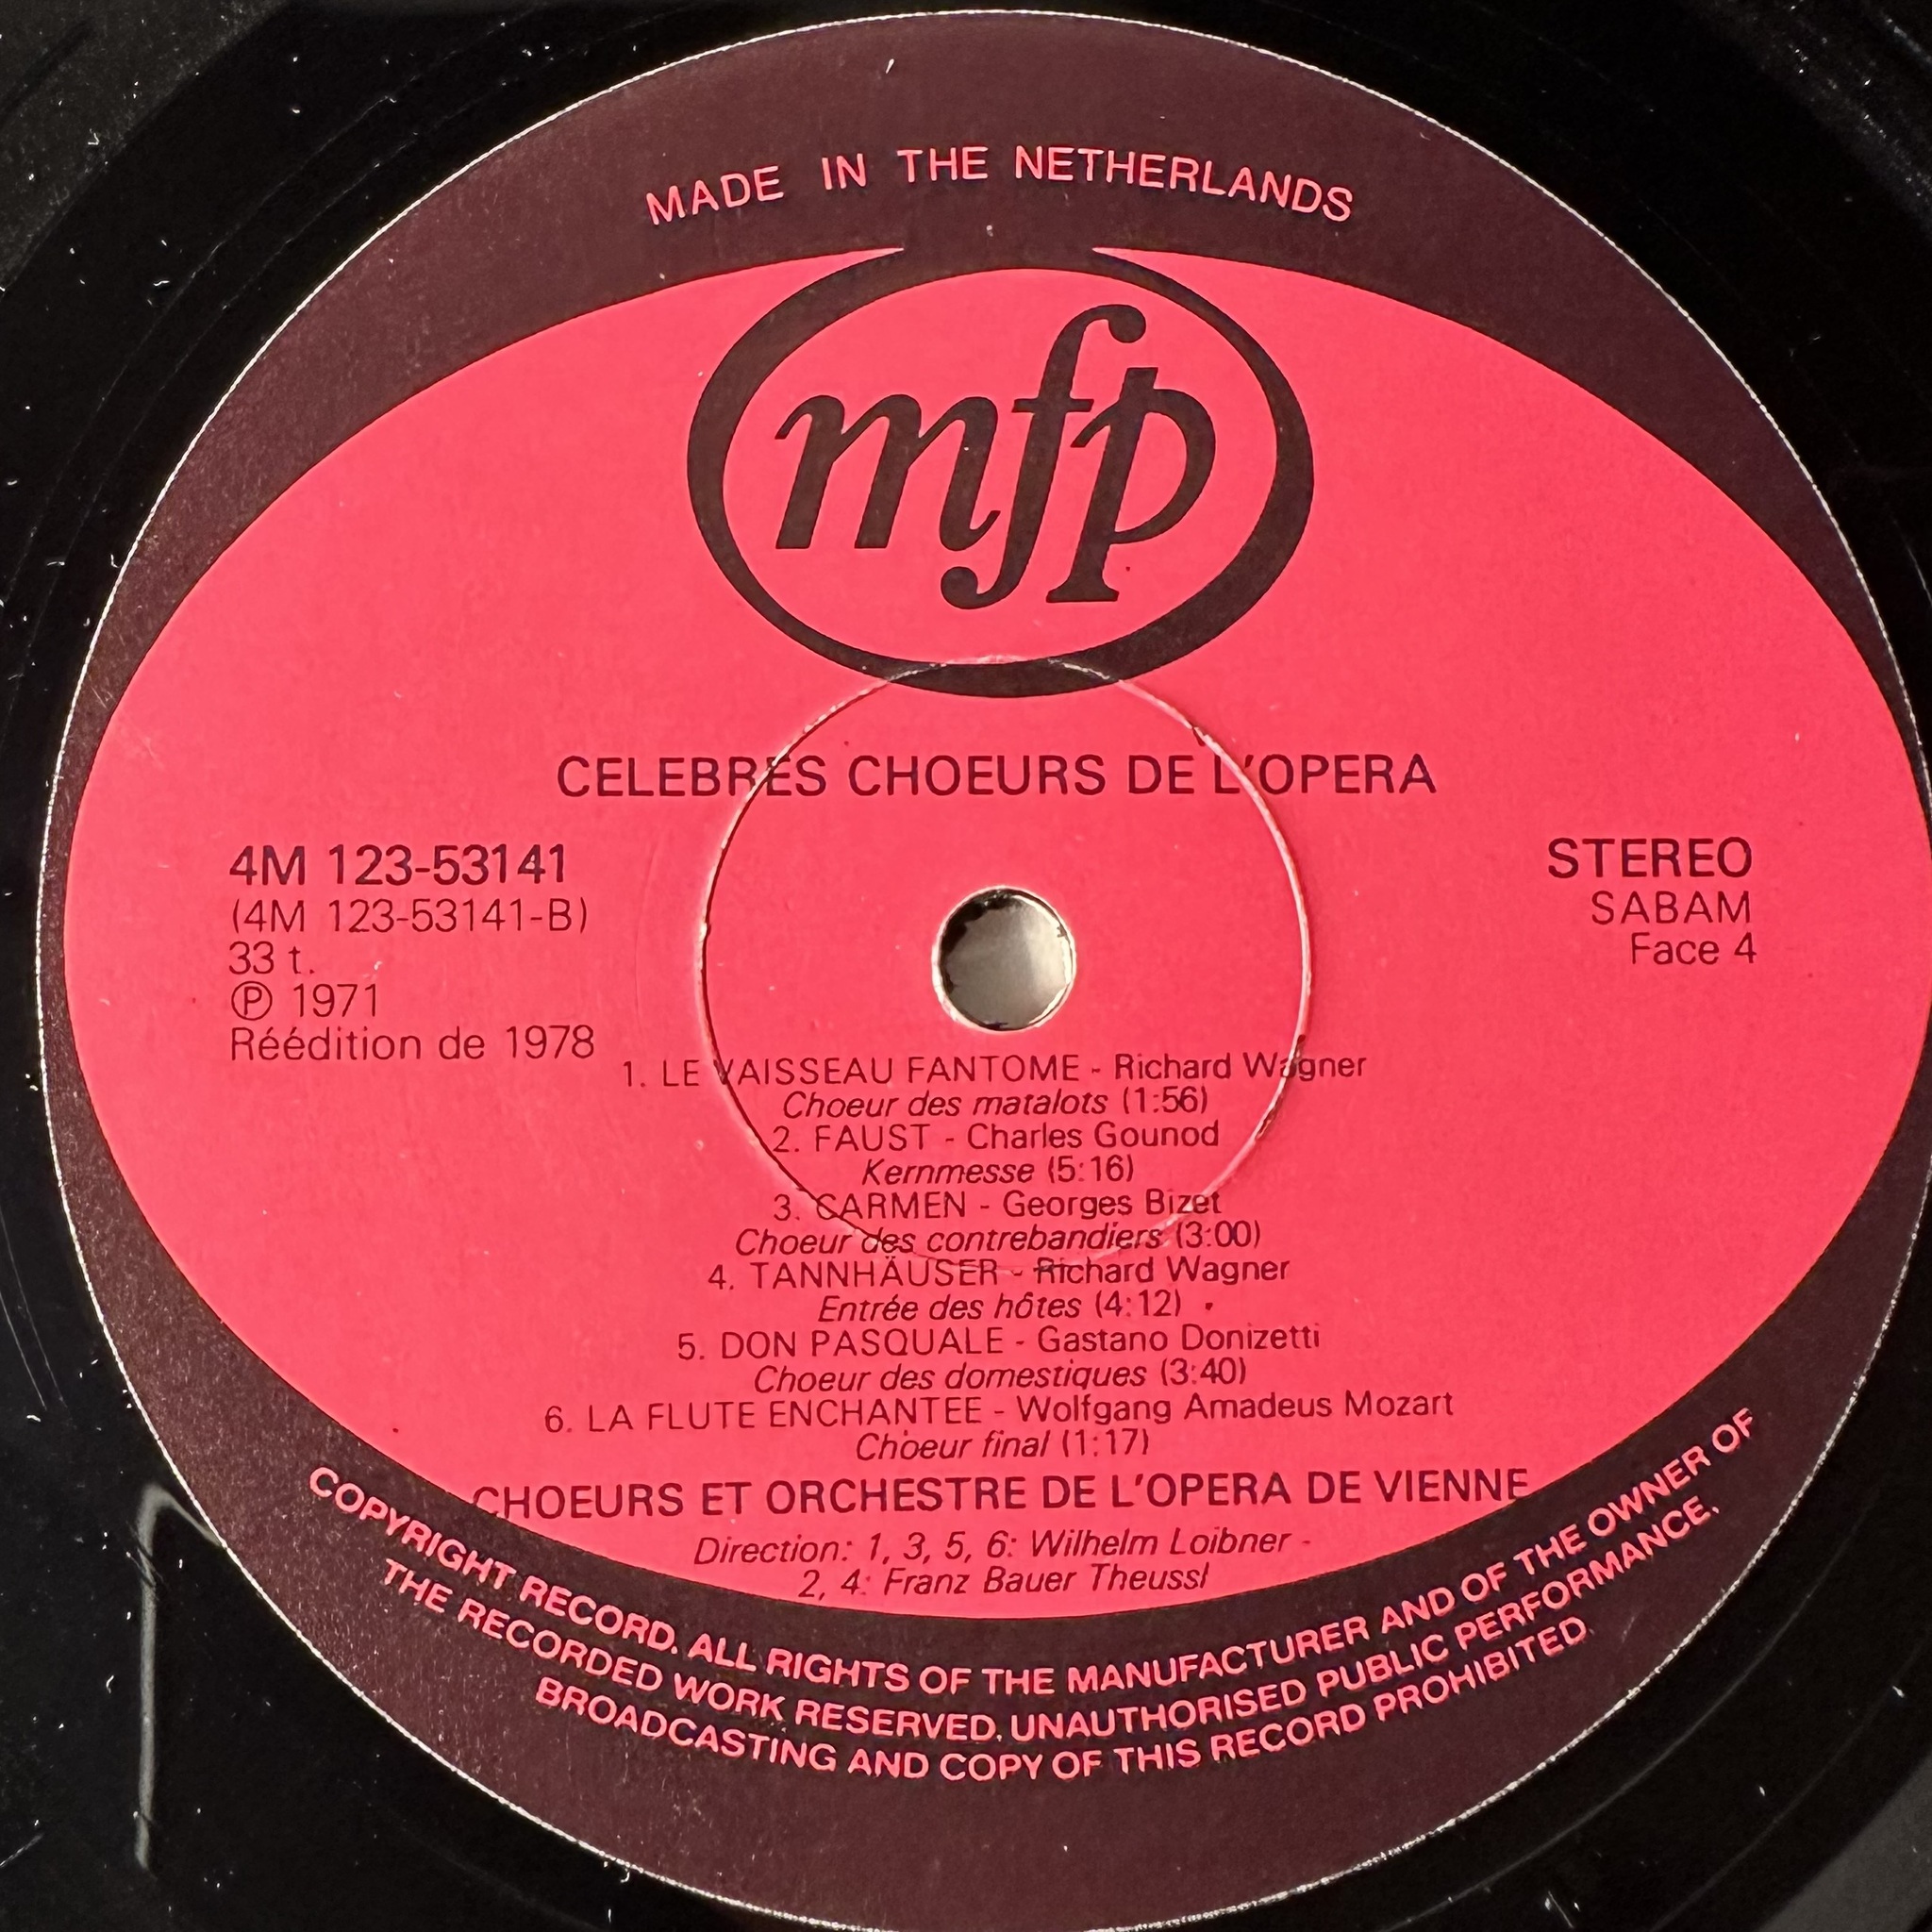 MADE IN THE NETHERLANDS
mfp
CELEBRES CHOEURS DE L'OPERA
4M 123-53141
(4M 123-53141-B)
33 t.
Ⓟ 1971
Réédition de 1978
STEREO
SABAM
Face 4
1. LE VAISSEAU FANTOME - Richard Wagner
Choeur des matalots (1:56)
2. FAUST - Charles Gounod
Kernmesse (5:16)
3. CARMEN - Georges Bizet
Choeur des contrebandiers (3:00)
4. TANNHÄUSER - Richard Wagner
Entrée des hôtes (4:12)
5. DON PASQUALE - Gastano Donizetti
Choeur des domestiques (3:40)
6. LA FLUTE ENCHANTEE - Wolfgang Amadeus Mozart
Choeur final (1:17)
CHOEURS ET ORCHESTRE DE L'OPERA DE VIENNE
Direction: 1, 3, 5, 6: Wilhelm Loibner -
2, 4: Franz Bauer Theussl
COPYRIGHT RECORD. ALL RIGHTS OF THE MANUFACTURER AND OF THE OWNER OF
THE RECORDED WORK RESERVED. UNAUTHORISED PUBLIC PERFORMANCE.
BROADCASTING AND COPY OF THIS RECORD PROHIBITED